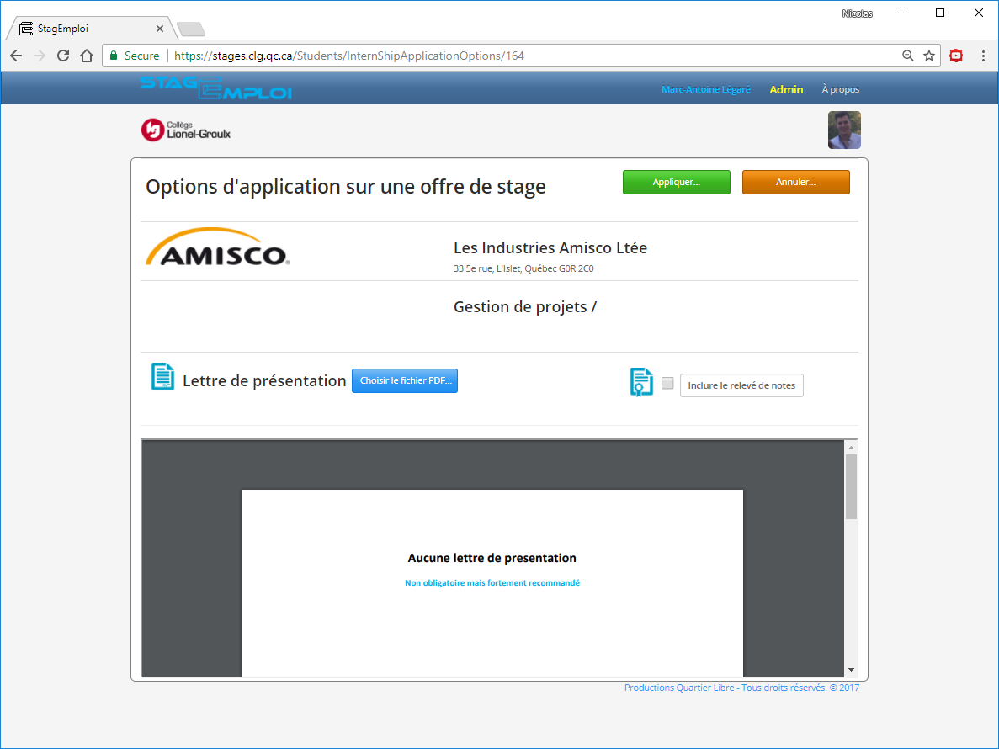 Nicolas
StagEmploi
Secure https://stages.clg.qc.ca/Students/InternShipApplicationOptions/164
STAGEMPLOI Marc-Antoine Légaré Admin À propos
Collège
Lionel-Groulx
Options d'application sur une offre de stage Appliquer... Annuler...
AMISCO® Les Industries Amisco Ltée
33 5e rue, L'Islet, Québec G0R 2C0
Gestion de projets /
Lettre de présentation Choisir le fichier PDF... Inclure le relevé de notes
Aucune lettre de presentation
Non obligatoire mais fortement recommandé
Productions Quartier Libre - Tous droits réservés. © 2017